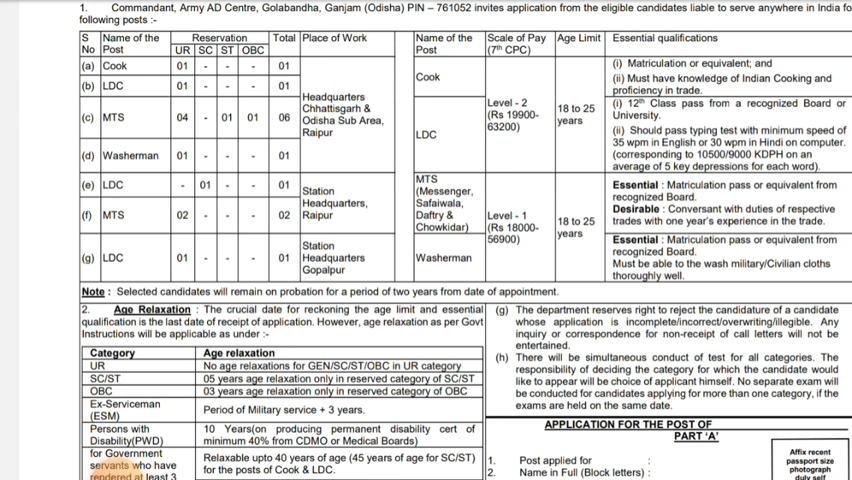 1. Commandant, Army AD Centre, Golabandha, Ganjam (Odisha) PIN – 761052 invites application from the eligible candidates liable to serve anywhere in India fo
following posts :-
S No Name of the Post Reservation UR SC ST OBC Total Place of Work
(a) Cook 01 - - - 01
(b) LDC 01 - - - 01
(c) MTS 04 - 01 01 06
(d) Washerman 01 - - - 01
Headquarters
Chhattisgarh &
Odisha Sub Area,
Raipur
(e) LDC - 01 - - 01
(f) MTS 02 - - - 02
Station
Headquarters,
Raipur
(g) LDC 01 - - - 01
Station
Headquarters
Gopalpur
Name of the Post Scale of Pay (7th CPC) Age Limit Essential qualifications
Cook
(i) Matriculation or equivalent; and
(ii) Must have knowledge of Indian Cooking and
proficiency in trade.
Level - 2
(Rs 19900-
63200)
18 to 25
years
LDC
(i) 12th Class pass from a recognized Board or
University.
(ii) Should pass typing test with minimum speed of
35 wpm in English or 30 wpm in Hindi on computer.
(corresponding to 10500/9000 KDPH on an
average of 5 key depressions for each word).
MTS
(Messenger,
Safaiwala,
Daftry &
Chowkidar)
Level - 1
(Rs 18000-
56900)
18 to 25
years
Essential : Matriculation pass or equivalent from
recognized Board.
Desirable : Conversant with duties of respective
trades with one year's experience in the trade.
Washerman
Essential : Matriculation pass or equivalent from
recognized Board.
Must be able to the wash military/Civilian cloths
thoroughly well.
Note : Selected candidates will remain on probation for a period of two years from date of appointment.
2. Age Relaxation : The crucial date for reckoning the age limit and essential
qualification is the last date of receipt of application. However, age relaxation as per Govt
Instructions will be applicable as under :-
Category Age relaxation
UR No age relaxations for GEN/SC/ST/OBC in UR category
SC/ST 05 years age relaxation only in reserved category of SC/ST
OBC 03 years age relaxation only in reserved category of OBC
Ex-Serviceman
(ESM)
Period of Military service + 3 years.
Persons with
Disability(PWD)
10 Years(on producing permanent disability cert of
minimum 40% from CDMO or Medical Boards)
for Government
servants who have
rendered at least 3
Relaxable upto 40 years of age (45 years of age for SC/ST)
for the posts of Cook & LDC.
(g) The department reserves right to reject the candidature of a candidate
whose application is incomplete/incorrect/overwriting/illegible. Any
inquiry or correspondence for non-receipt of call letters will not be
entertained.
(h) There will be simultaneous conduct of test for all categories. The
responsibility of deciding the category for which the candidate would
like to appear will be choice of applicant himself. No separate exam will
be conducted for candidates applying for more than one category, if the
exams are held on the same date.
APPLICATION FOR THE POST OF
PART 'A'
1. Post applied for :
2. Name in Full (Block letters) :
Affix recent
passport size
photograph
duly self